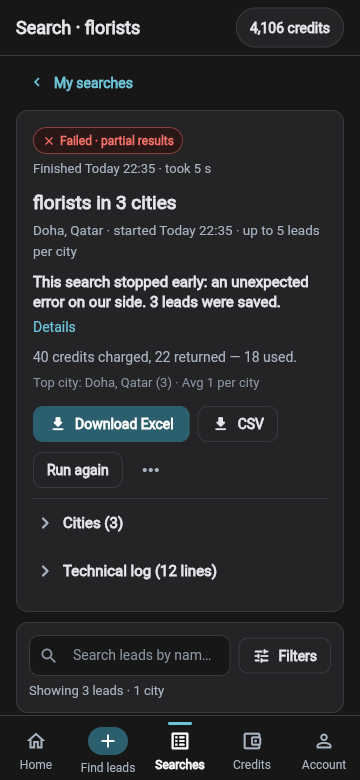 Search · florists
4,106 credits
My searches
Failed · partial results
Finished Today 22:35 · took 5 s
florists in 3 cities
Doha, Qatar · started Today 22:35 · up to 5 leads
per city
This search stopped early: an unexpected
error on our side. 3 leads were saved.
Details
40 credits charged, 22 returned — 18 used.
Top city: Doha, Qatar (3) · Avg 1 per city
Download Excel
CSV
Run again
Cities (3)
Technical log (12 lines)
Search leads by nam...
Filters
Showing 3 leads · 1 city
Home
Find leads
Searches
Credits
Account